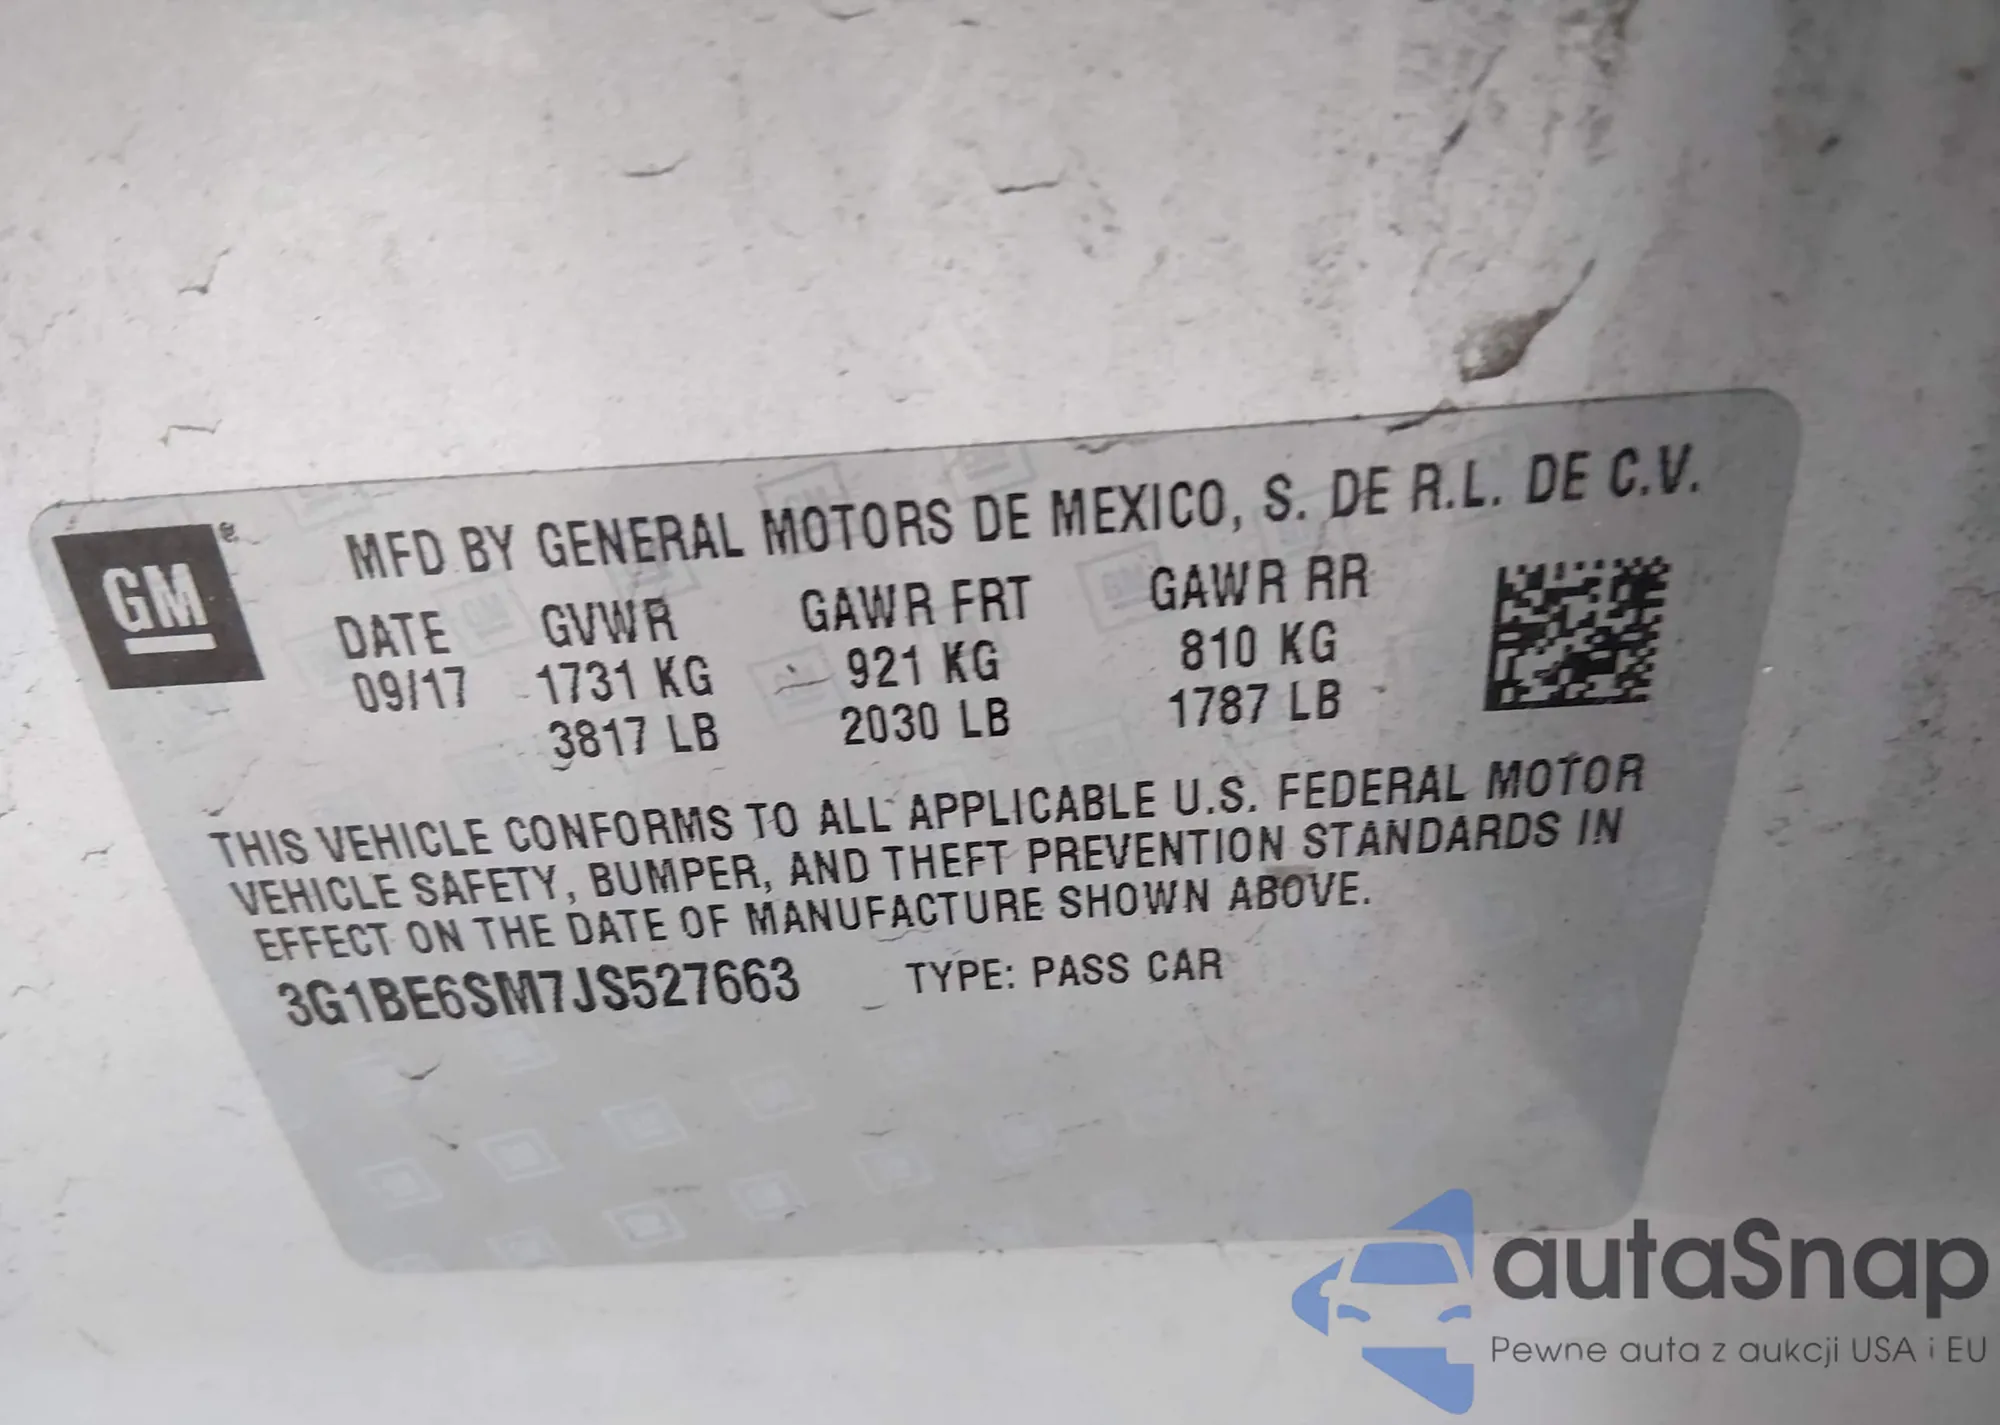 GM
MFD BY GENERAL MOTORS DE MEXICO, S. DE R.L. DE C.V.
DATE GVWR GAWR FRT GAWR RR
09/17 1731 KG 921 KG 810 KG
3817 LB 2030 LB 1787 LB
THIS VEHICLE CONFORMS TO ALL APPLICABLE U.S. FEDERAL MOTOR
VEHICLE SAFETY, BUMPER, AND THEFT PREVENTION STANDARDS IN
EFFECT ON THE DATE OF MANUFACTURE SHOWN ABOVE.
3G1BE6SM7JS527663 TYPE: PASS CAR
autaSnap
Pewne auta z aukcji USA i EU